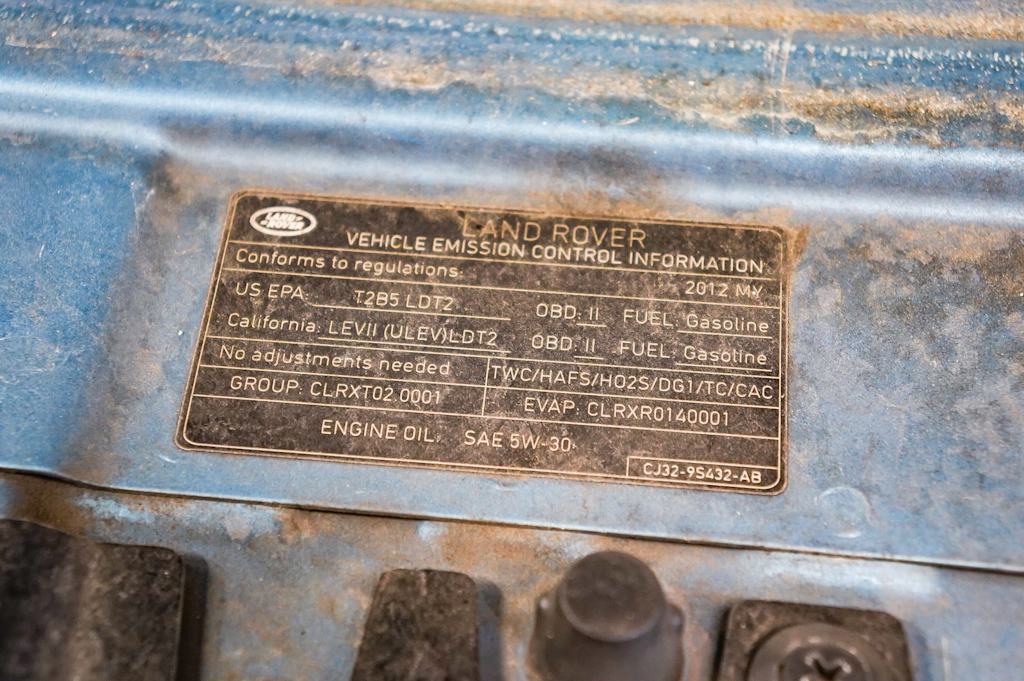 LAND ROVER
LAND ROVER
VEHICLE EMISSION CONTROL INFORMATION
Conforms to regulations: 2012 MY
US EPA: T2B5 LDT2 OBD: II FUEL: Gasoline
California: LEVII (ULEV)LDT2 OBD: II FUEL: Gasoline
No adjustments needed TWC/HAFS/HO2S/DG1/TC/CAC
GROUP: CLRXT02.0001 EVAP: CLRXR0140001
ENGINE OIL: SAE 5W-30
CJ32-9S432-AB